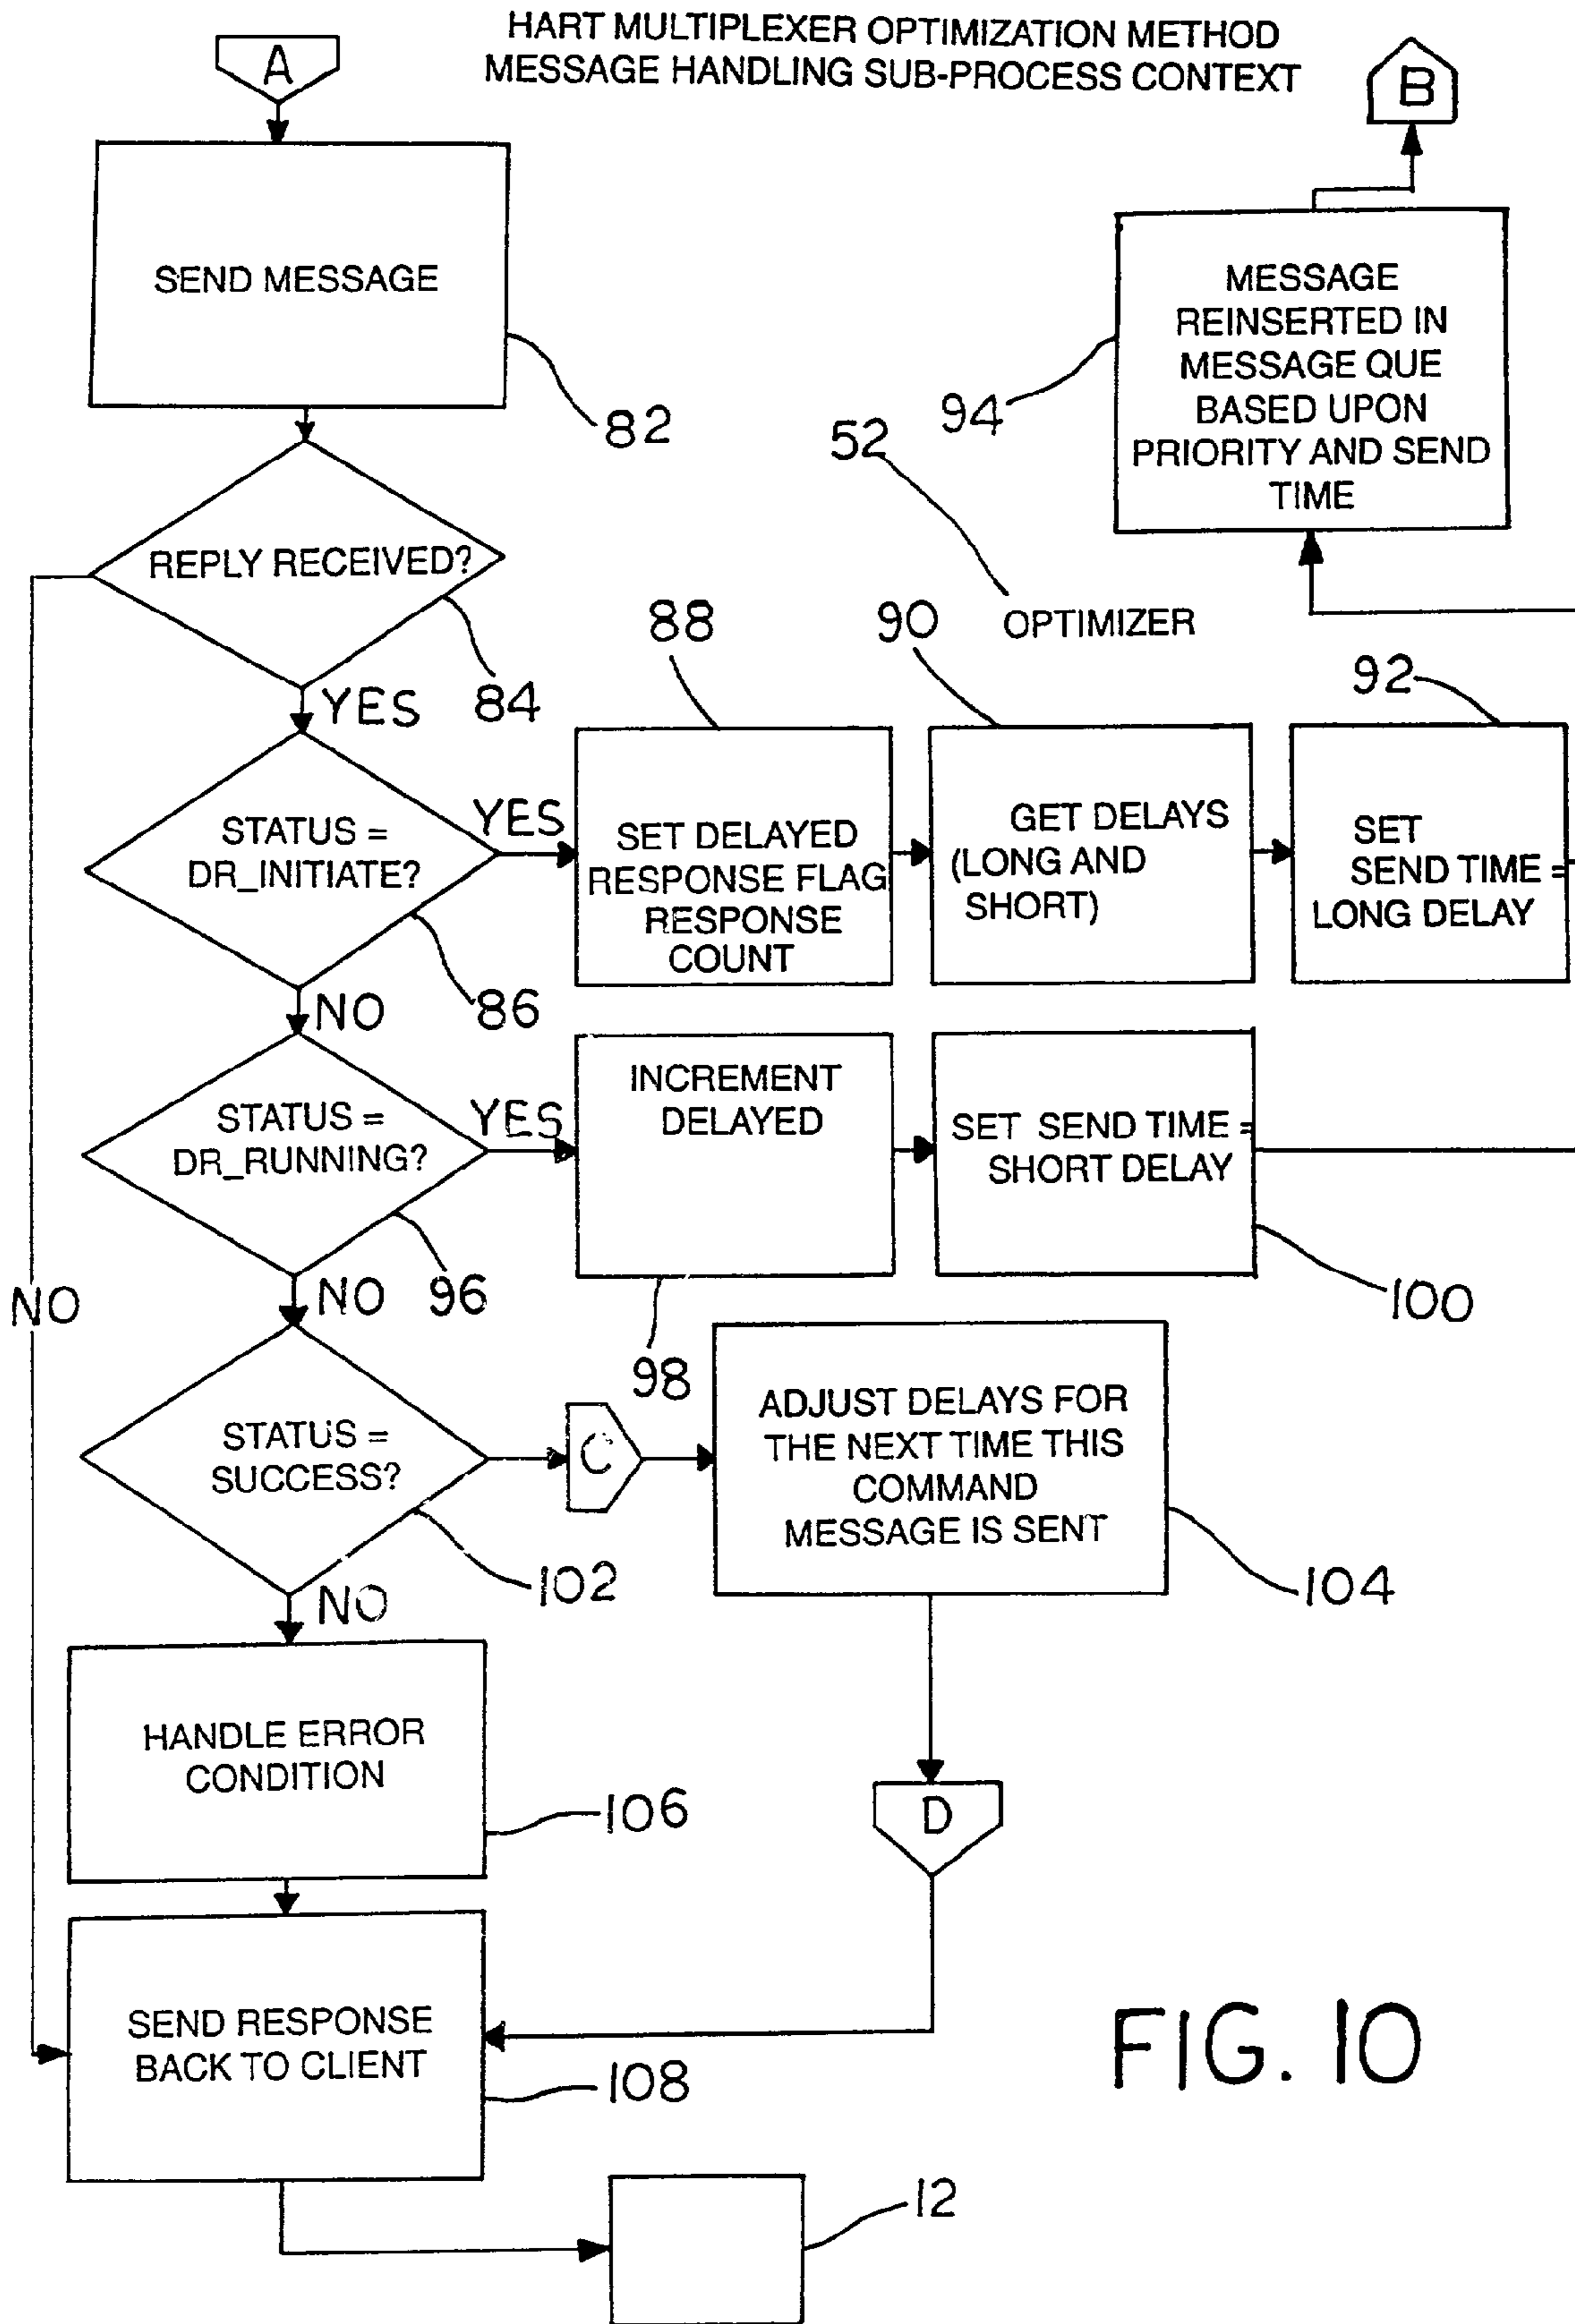 HART MULTIPLEXER OPTIMIZATION METHOD
MESSAGE HANDLING SUB-PROCESS CONTEXT
A
B
SEND MESSAGE
82
MESSAGE
REINSERTED IN
MESSAGE QUE
BASED UPON
PRIORITY AND SEND
TIME
94
52
OPTIMIZER
REPLY RECEIVED?
84
YES
NO
STATUS =
DR_INITIATE?
86
YES
NO
88
SET DELAYED
RESPONSE FLAG
RESPONSE
COUNT
90
GET DELAYS
(LONG AND
SHORT)
92
SET
SEND TIME =
LONG DELAY
STATUS =
DR_RUNNING?
96
YES
NO
INCREMENT
DELAYED
98
SET SEND TIME =
SHORT DELAY
100
STATUS =
SUCCESS?
102
NO
C
ADJUST DELAYS FOR
THE NEXT TIME THIS
COMMAND
MESSAGE IS SENT
104
HANDLE ERROR
CONDITION
106
D
SEND RESPONSE
BACK TO CLIENT
108
12
FIG. 10